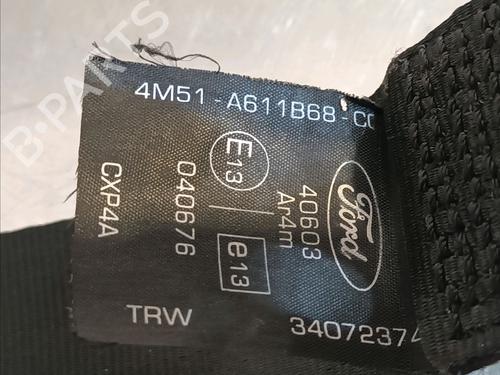 4M51-A611B68-CC
E13
40603
Ar4m
Ford
040676
CXP4A
e13
TRW
34072374
B-PARTS